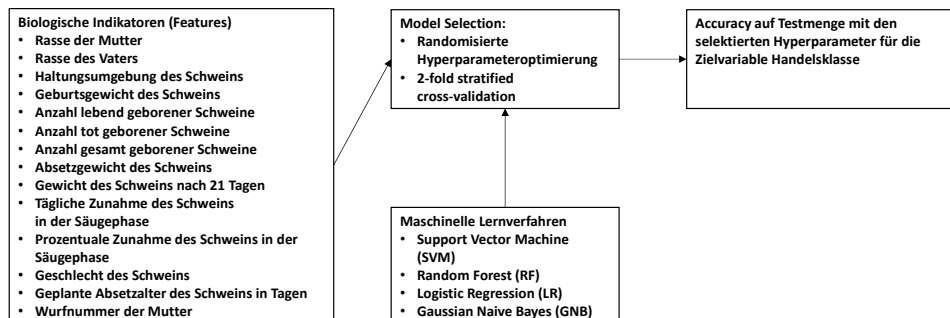 Biologische Indikatoren (Features)
• Rasse der Mutter
• Rasse des Vaters
• Haltungsumgebung des Schweins
• Geburtsgewicht des Schweins
• Anzahl lebend geborener Schweine
• Anzahl tot geborener Schweine
• Anzahl gesamt geborener Schweine
• Absetzgewicht des Schweins
• Gewicht des Schweins nach 21 Tagen
• Tägliche Zunahme des Schweins
in der Säugephase
• Prozentuale Zunahme des Schweins in der
Säugephase
• Geschlecht des Schweins
• Geplante Absetzalter des Schweins in Tagen
• Wurfnummer der Mutter
Model Selection:
• Randomisierte
Hyperparameteroptimierung
• 2-fold stratified
cross-validation
Maschinelle Lernverfahren
• Support Vector Machine
(SVM)
• Random Forest (RF)
• Logistic Regression (LR)
• Gaussian Naive Bayes (GNB)
Accuracy auf Testmenge mit den
selektierten Hyperparameter für die
Zielvariable Handelsklasse